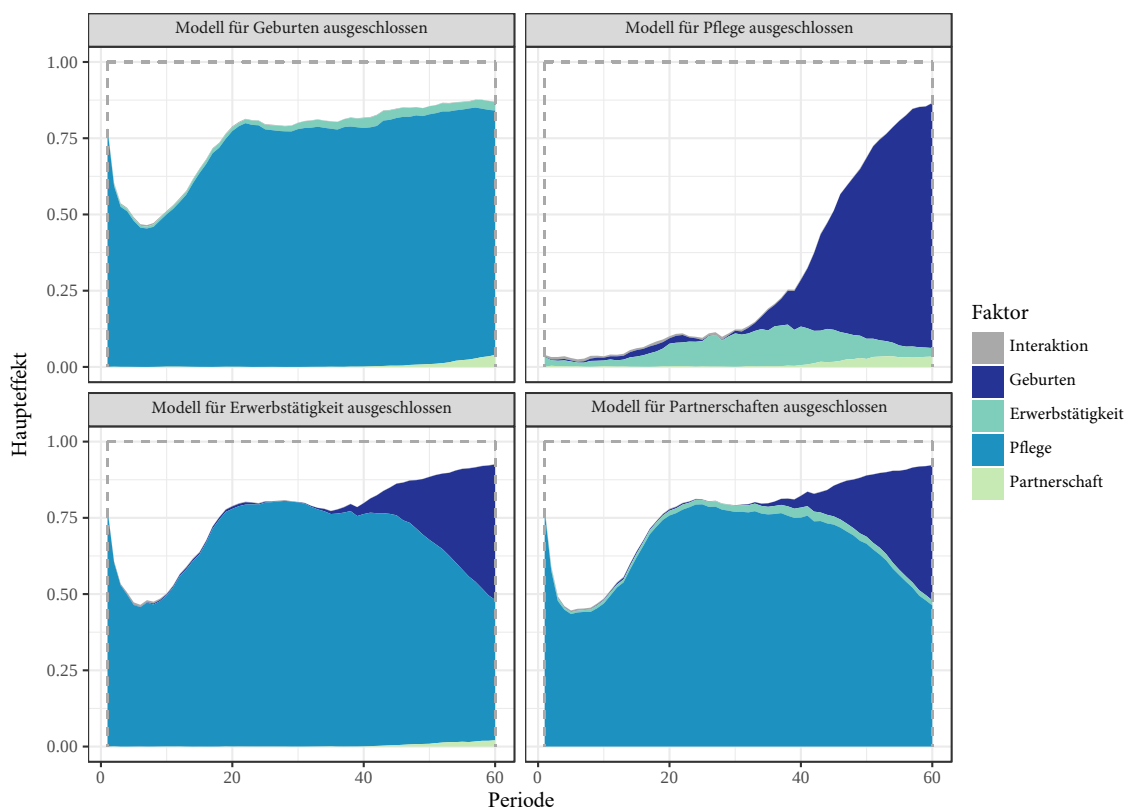 Modell für Geburten ausgeschlossen
Modell für Pflege ausgeschlossen
1.00
0.75
0.50
0.25
0.00
Haupteffekt
Modell für Erwerbstätigkeit ausgeschlossen
Modell für Partnerschaften ausgeschlossen
1.00
0.75
0.50
0.25
0.00
0 20 40 60
0 20 40 60
Periode
Faktor
Interaktion
Geburten
Erwerbstätigkeit
Pflege
Partnerschaft